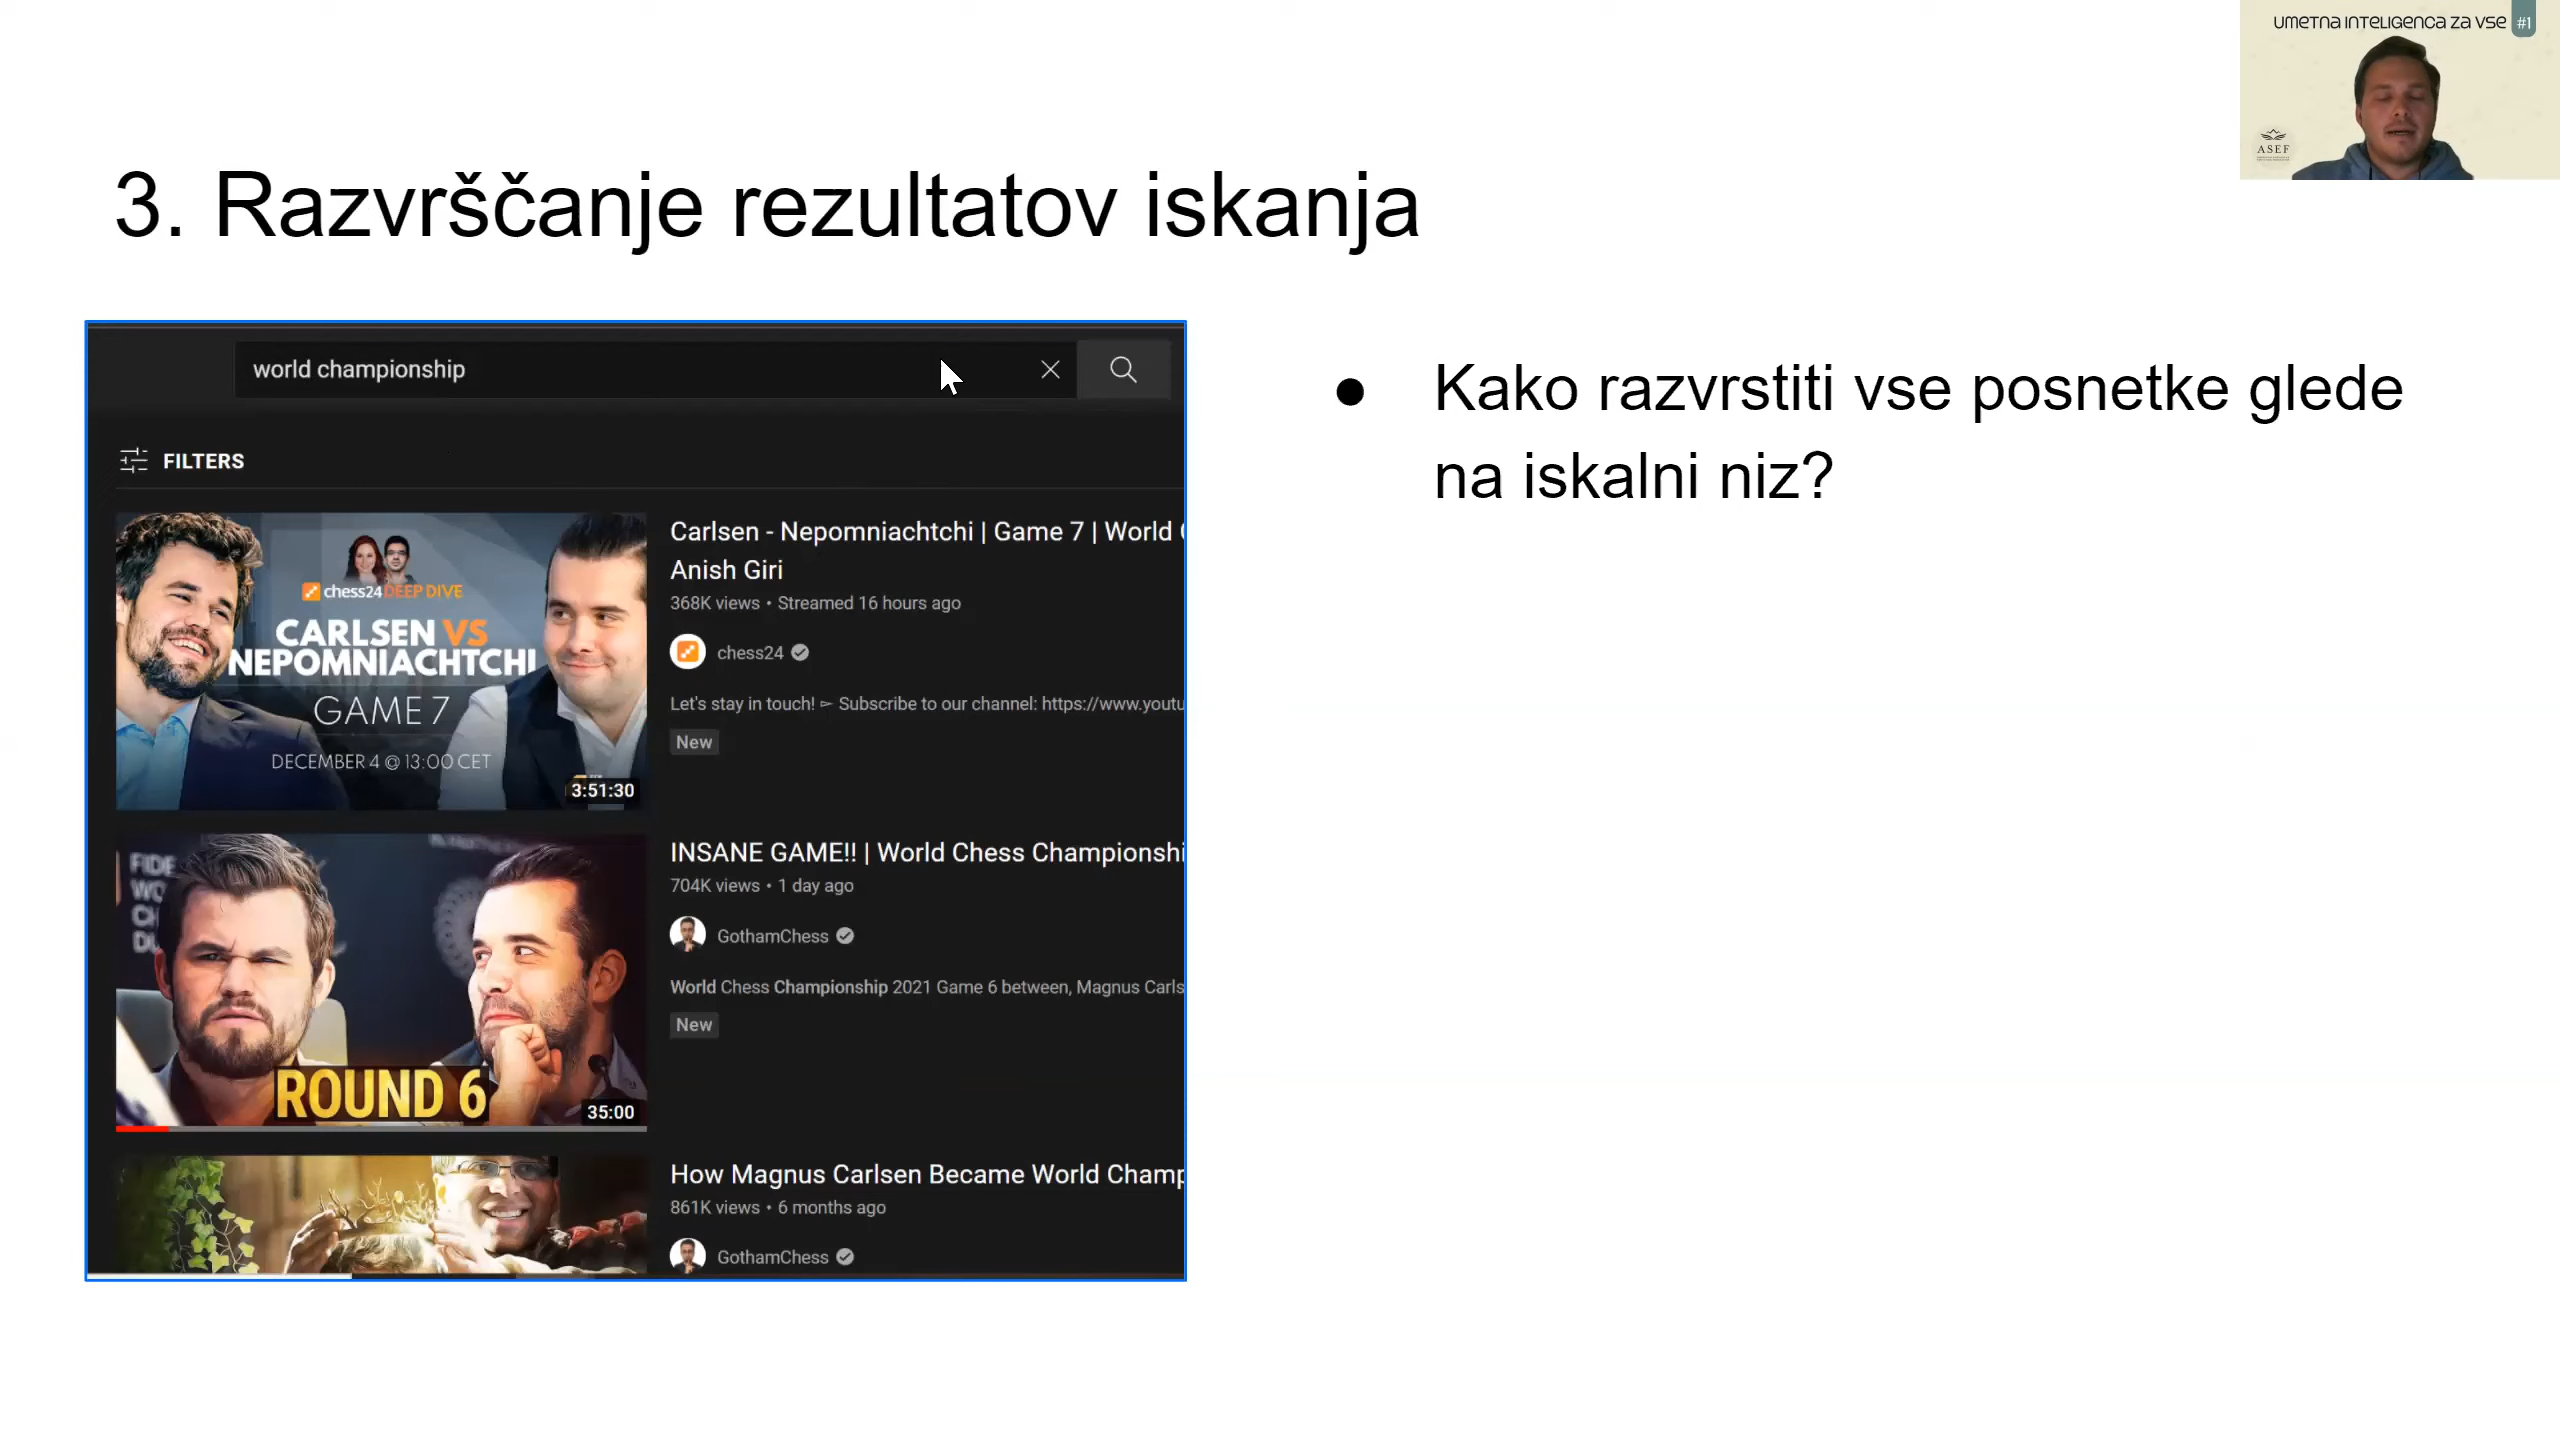 UMETNA INTELIGENCA ZA VSE #1
ASEF
3. Razvrščanje rezultatov iskanja
world championship
FILTERS
chess24 DEEP DIVE
CARLSEN VS
NEPOMNIACHTCHI
GAME 7
DECEMBER 4 @ 13:00 CET
3:51:30
Carlsen - Nepomniachtchi | Game 7 | World
Anish Giri
368K views • Streamed 16 hours ago
chess24
Let's stay in touch! ► Subscribe to our channel: https://www.youtu
New
FIDE
ROUND 6
35:00
INSANE GAME!! | World Chess Championshi
704K views • 1 day ago
GothamChess
World Chess Championship 2021 Game 6 between, Magnus Carls
New
How Magnus Carlsen Became World Champ
861K views • 6 months ago
GothamChess
● Kako razvrstiti vse posnetke glede
na iskalni niz?